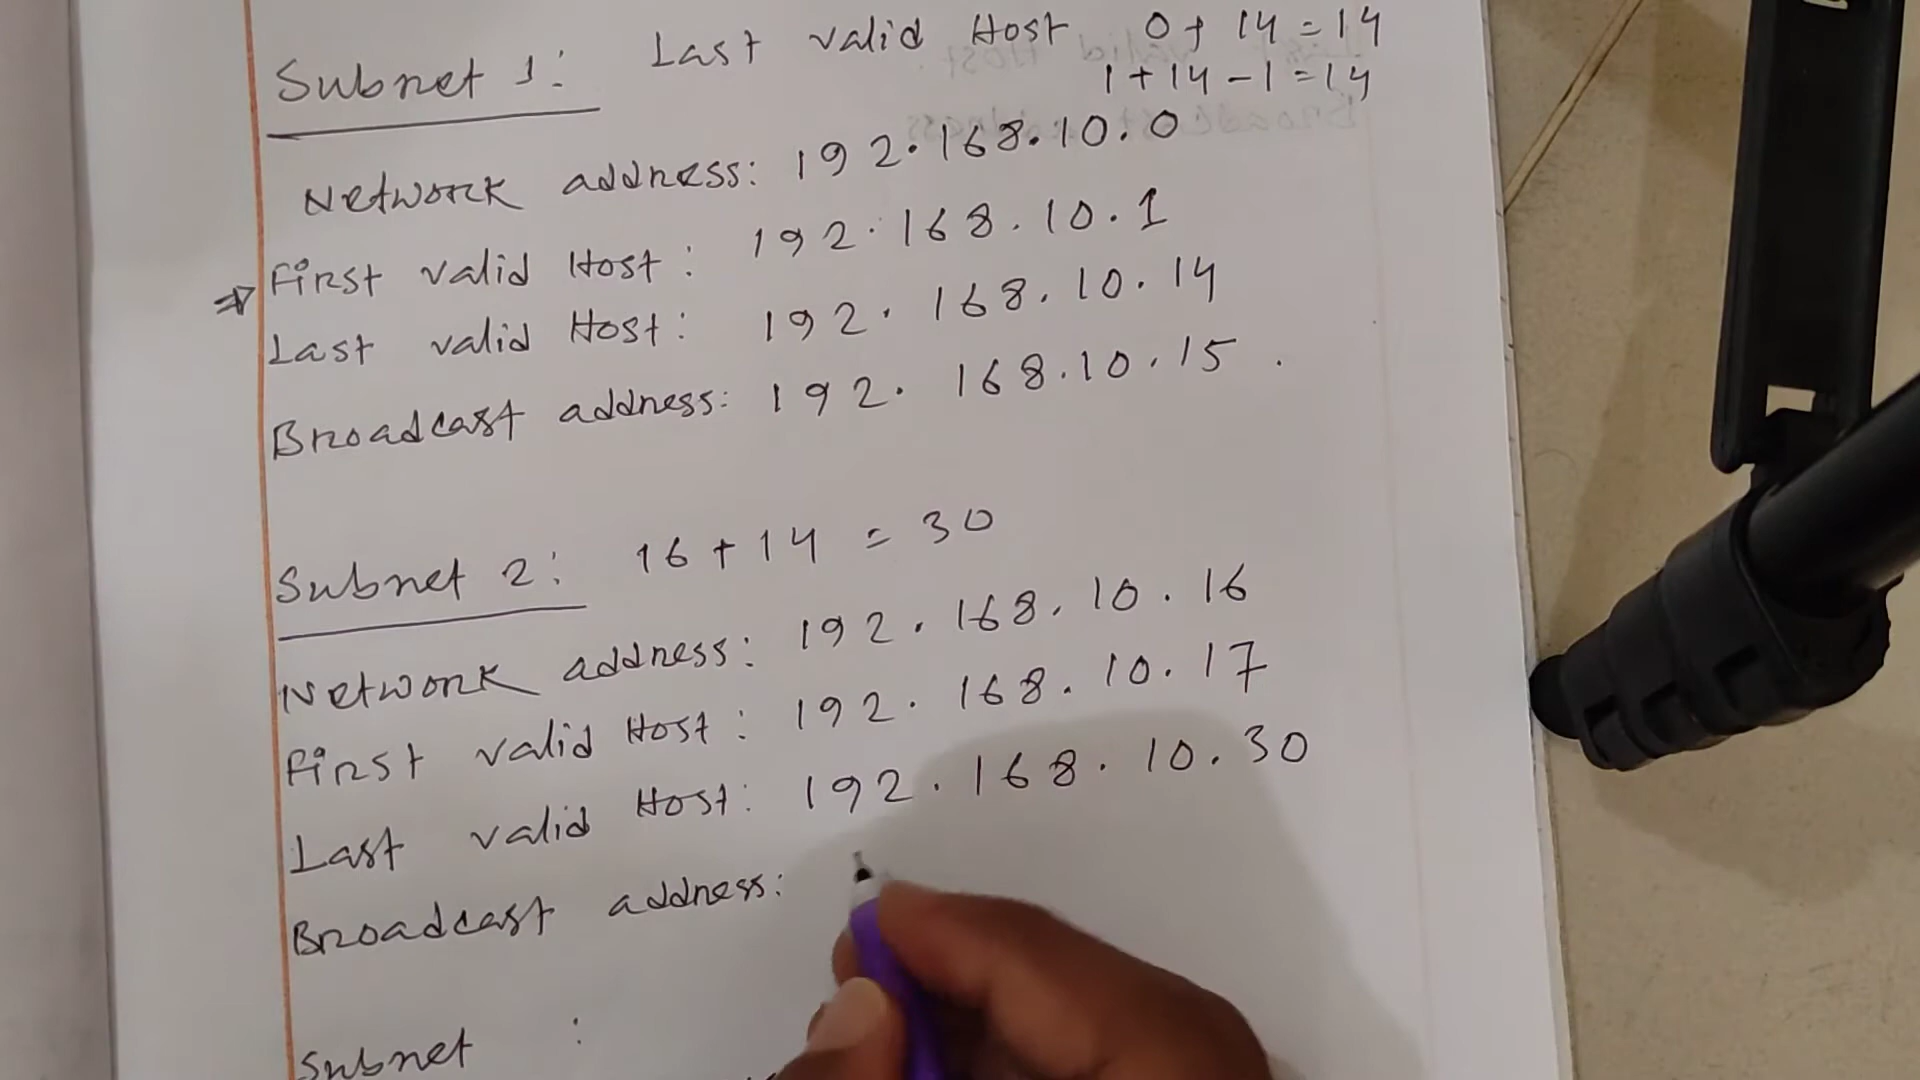 Subnet 1: Last valid Host 0 + 14 = 14
1 + 14 - 1 = 14
Network address: 192.168.10.0
First valid Host: 192.168.10.1
Last valid Host: 192.168.10.14
Broadcast address: 192.168.10.15.
Subnet 2: 16 + 14 = 30
Network address: 192.168.10.16
First valid Host: 192.168.10.17
Last valid Host: 192.168.10.30
Broadcast address:
Subnet :